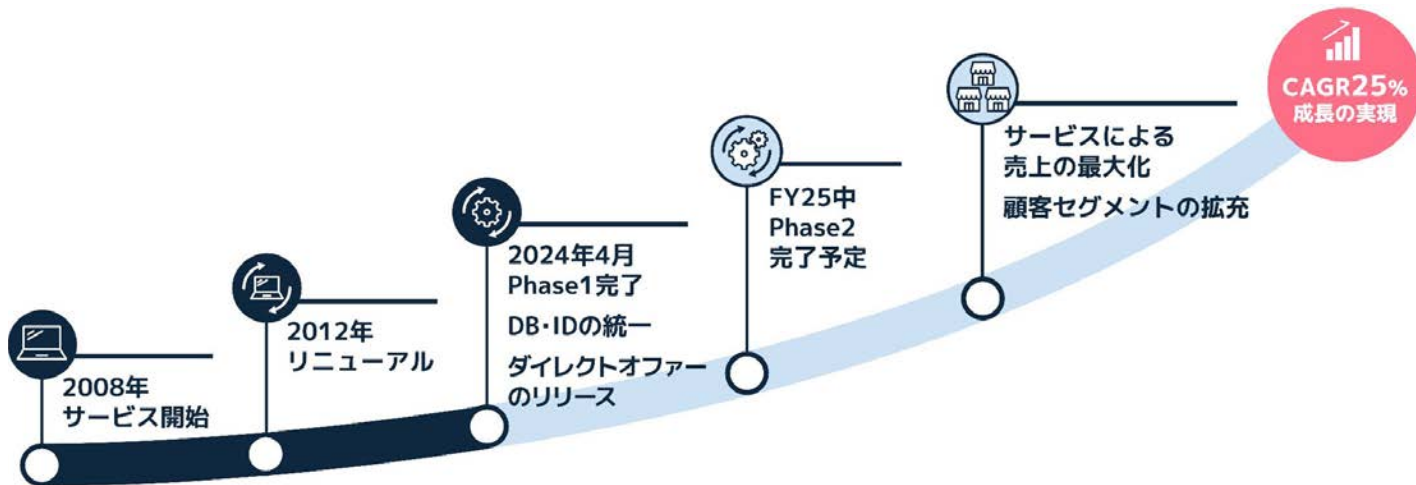 2008年
サービス開始
2012年
リニューアル
2024年4月
Phase1完了
DB・IDの統一
ダイレクトオファー
のリリース
FY25中
Phase2
完了予定
サービスによる
売上の最大化
顧客セグメントの拡充
CAGR25%
成長の実現